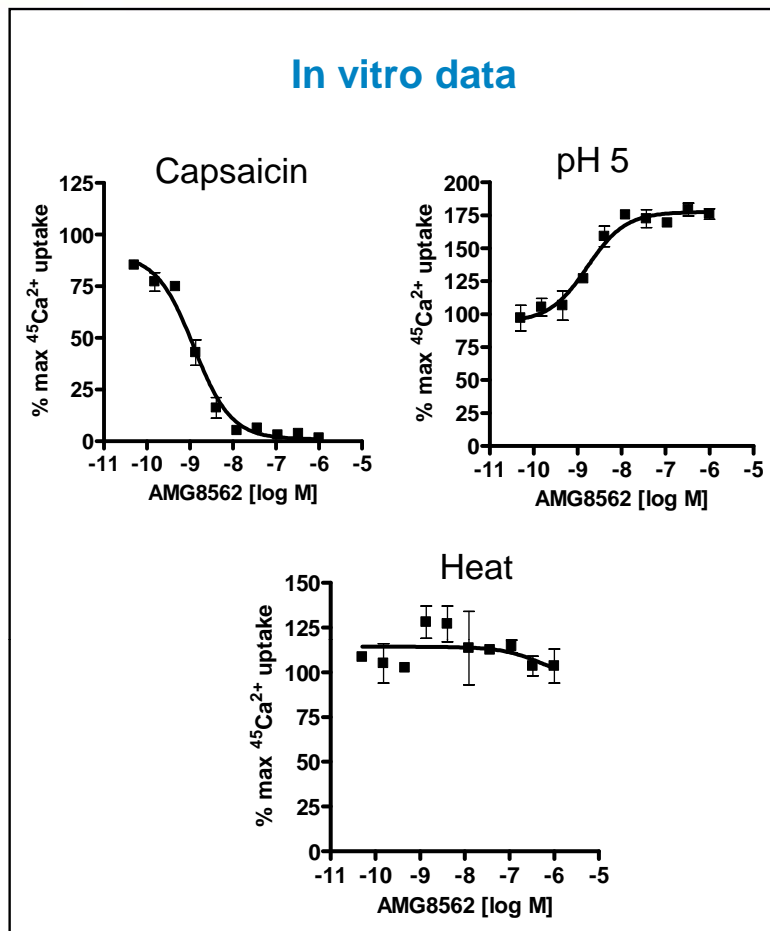 In vitro data
Capsaicin
% max ⁴⁵Ca²⁺ uptake
125
100
75
50
25
0
-11 -10 -9 -8 -7 -6 -5
AMG8562 [log M]
pH 5
% max ⁴⁵Ca²⁺ uptake
200
175
150
125
100
75
50
25
0
-11 -10 -9 -8 -7 -6 -5
AMG8562 [log M]
Heat
% max ⁴⁵Ca²⁺ uptake
150
125
100
75
50
25
0
-11 -10 -9 -8 -7 -6 -5
AMG8562 [log M]